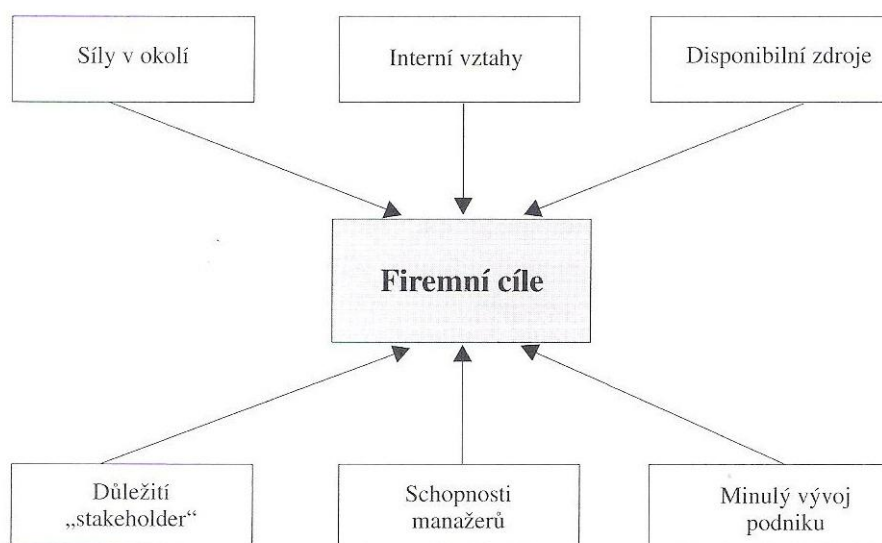 Síly v okolí
Interní vztahy
Disponibilní zdroje
Firemní cíle
Důležití
„stakeholder“
Schopnosti
manažerů
Minulý vývoj
podniku